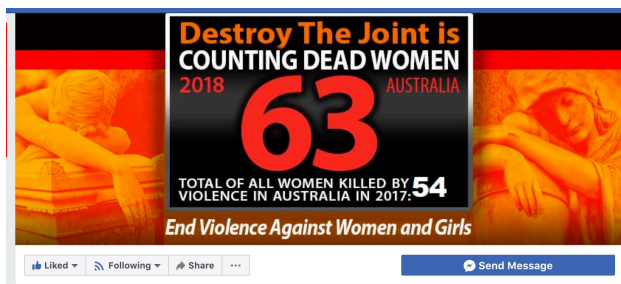 Destroy The Joint is
COUNTING DEAD WOMEN
2018 AUSTRALIA
63
TOTAL OF ALL WOMEN KILLED BY
VIOLENCE IN AUSTRALIA IN 2017: 54
End Violence Against Women and Girls
Liked Following Share ··· Send Message